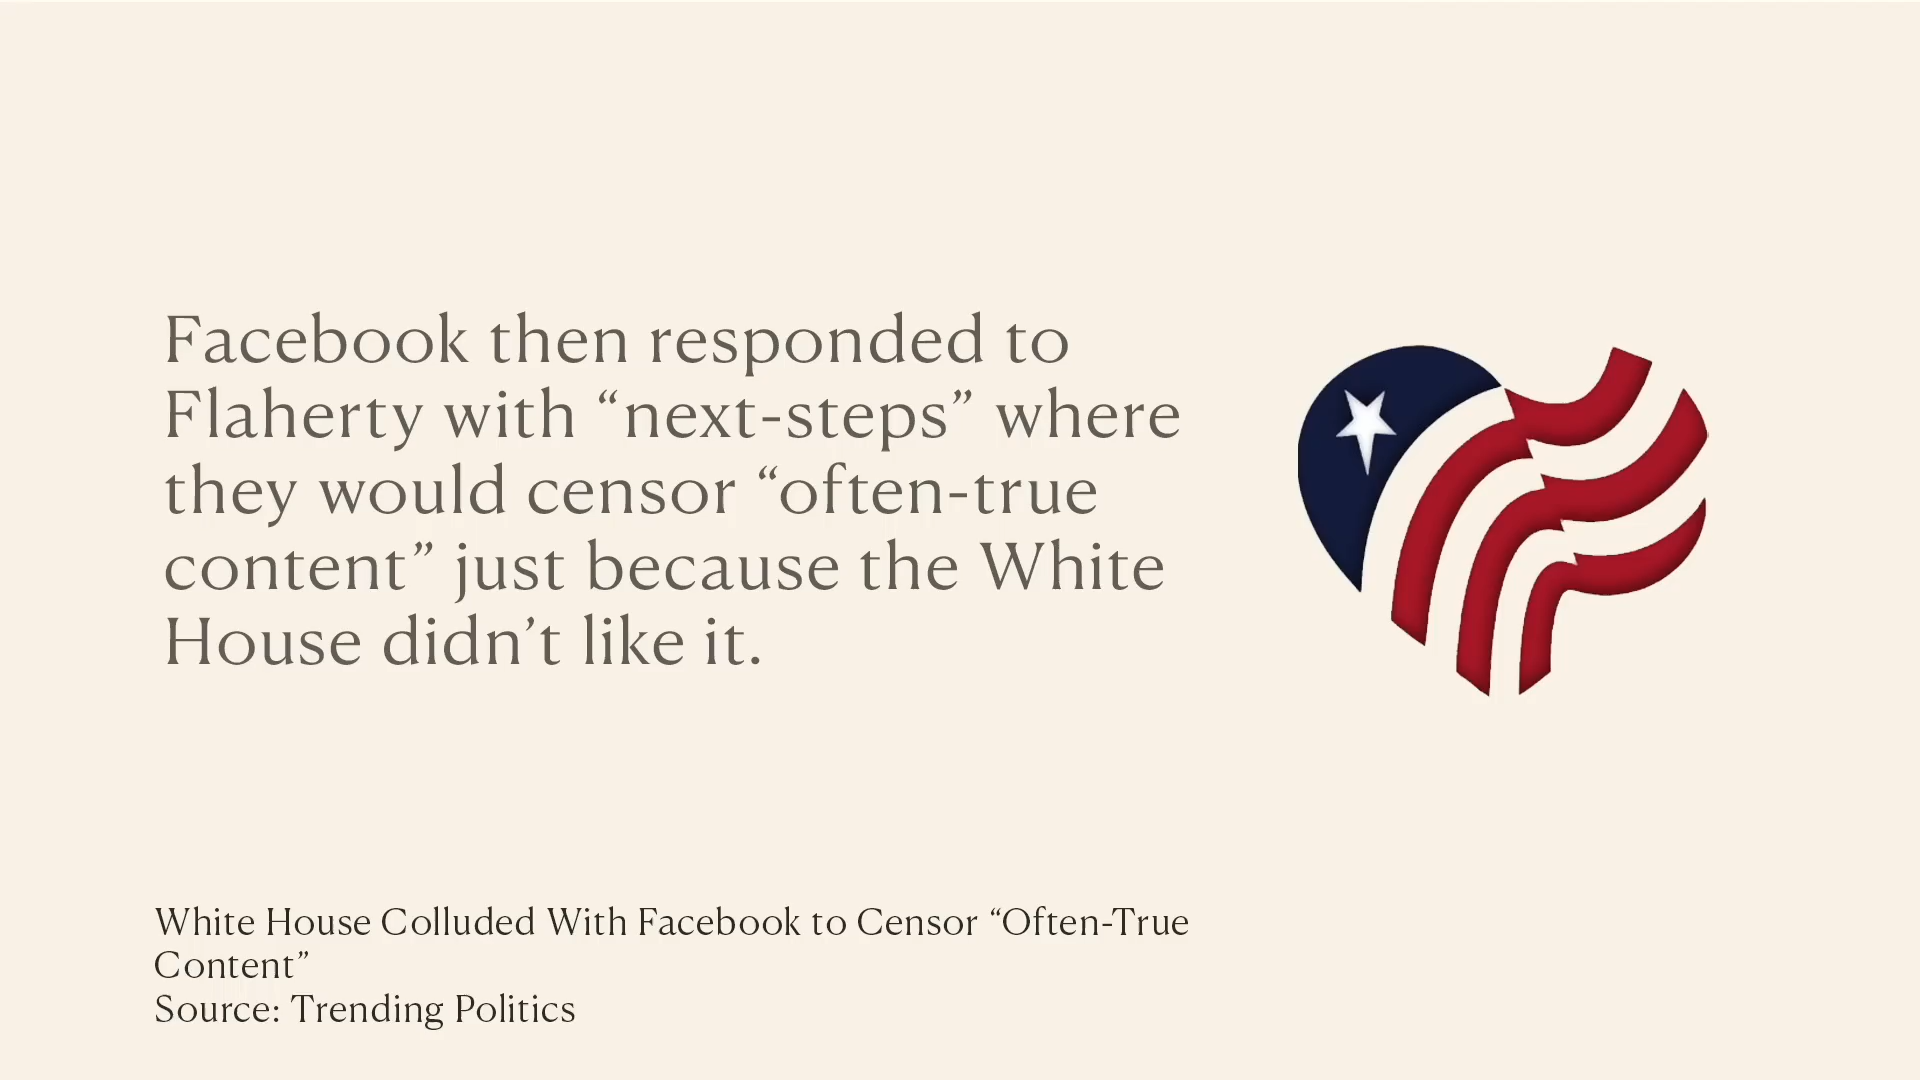 Facebook then responded to
Flaherty with “next-steps” where
they would censor “often-true
content” just because the White
House didn’t like it.
White House Colluded With Facebook to Censor “Often-True
Content”
Source: Trending Politics